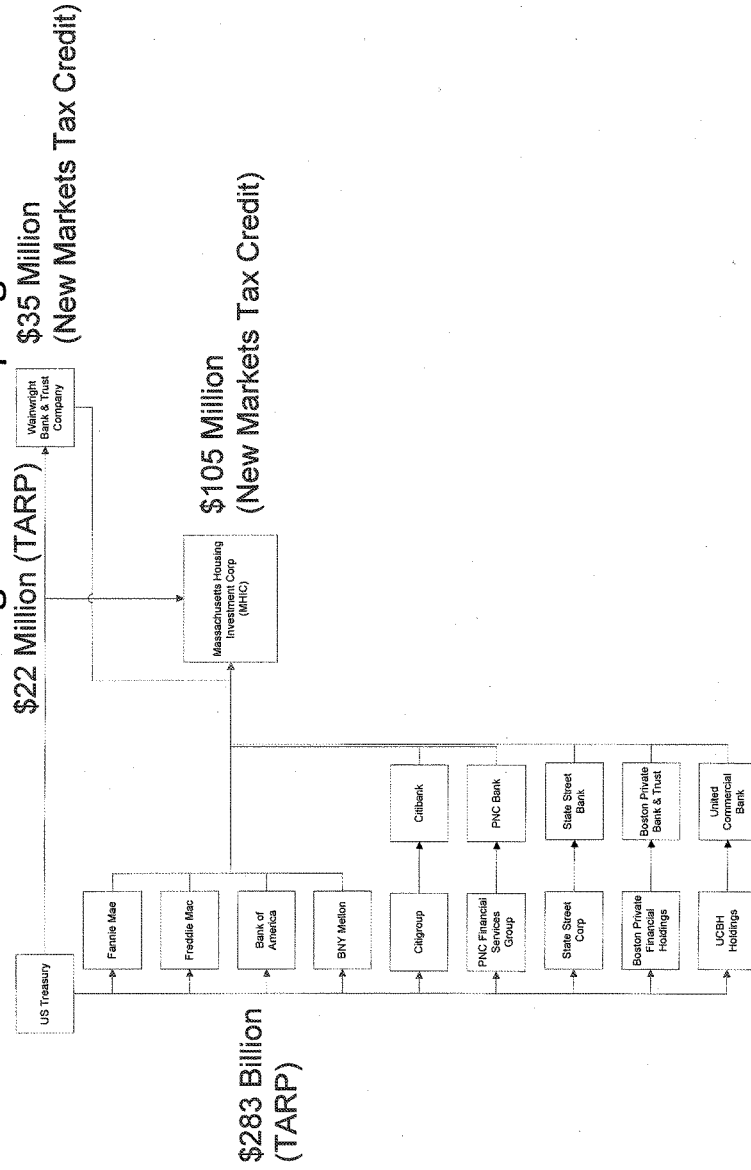 $22 Million (TARP)
$35 Million
(New Markets Tax Credit)
US Treasury
Wainwright
Bank & Trust
Company
$283 Billion
(TARP)
Fannie Mae
Freddie Mac
Bank of
America
BNY Mellon
Citigroup
Citibank
PNC Financial
Services
Group
PNC Bank
State Street
Corp
State Street
Bank
Boston Private
Financial
Holdings
Boston Private
Bank & Trust
UCBH
Holdings
United
Commercial
Bank
Massachusetts Housing
Investment Corp
(MHIC)
$105 Million
(New Markets Tax Credit)